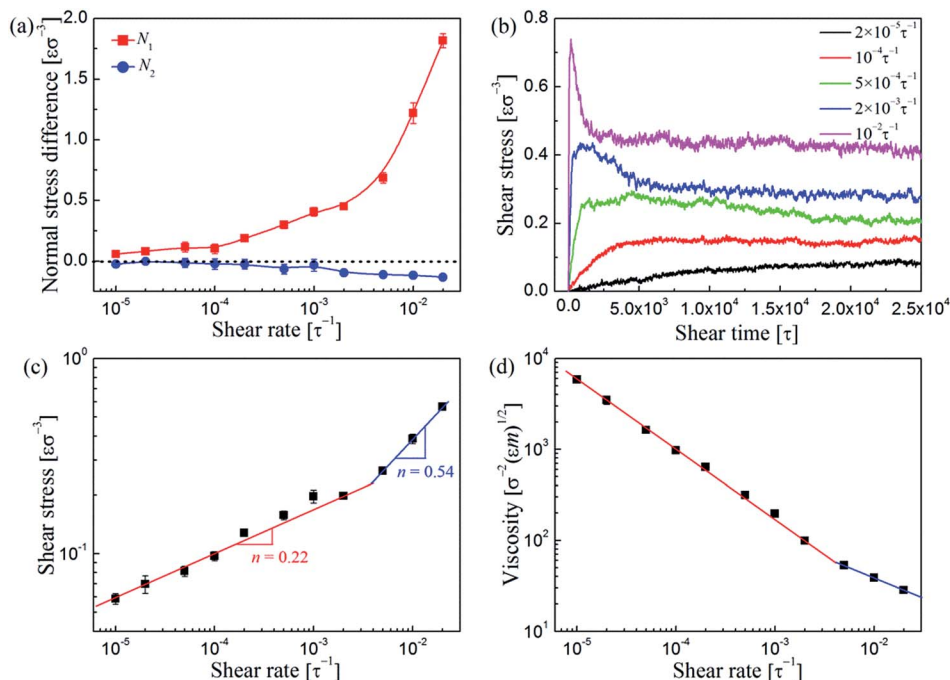 (a)
Normal stress difference [εσ⁻³]
2.0
1.5
1.0
0.5
0.0
N₁
N₂
10⁻⁵
10⁻⁴
10⁻³
10⁻²
Shear rate [τ⁻¹]
(b)
Shear stress [εσ⁻³]
0.8
0.6
0.4
0.2
0.0
2×10⁻⁵τ⁻¹
10⁻⁴τ⁻¹
5×10⁻⁴τ⁻¹
2×10⁻³τ⁻¹
10⁻²τ⁻¹
0.0
5.0x10³
1.0x10⁴
1.5x10⁴
2.0x10⁴
2.5x10⁴
Shear time [τ]
(c)
Shear stress [εσ⁻³]
10⁰
10⁻¹
n = 0.54
n = 0.22
10⁻⁵
10⁻⁴
10⁻³
10⁻²
Shear rate [τ⁻¹]
(d)
Viscosity [σ⁻²(εm)^1/2]
10⁴
10³
10²
10¹
10⁻⁵
10⁻⁴
10⁻³
10⁻²
Shear rate [τ⁻¹]